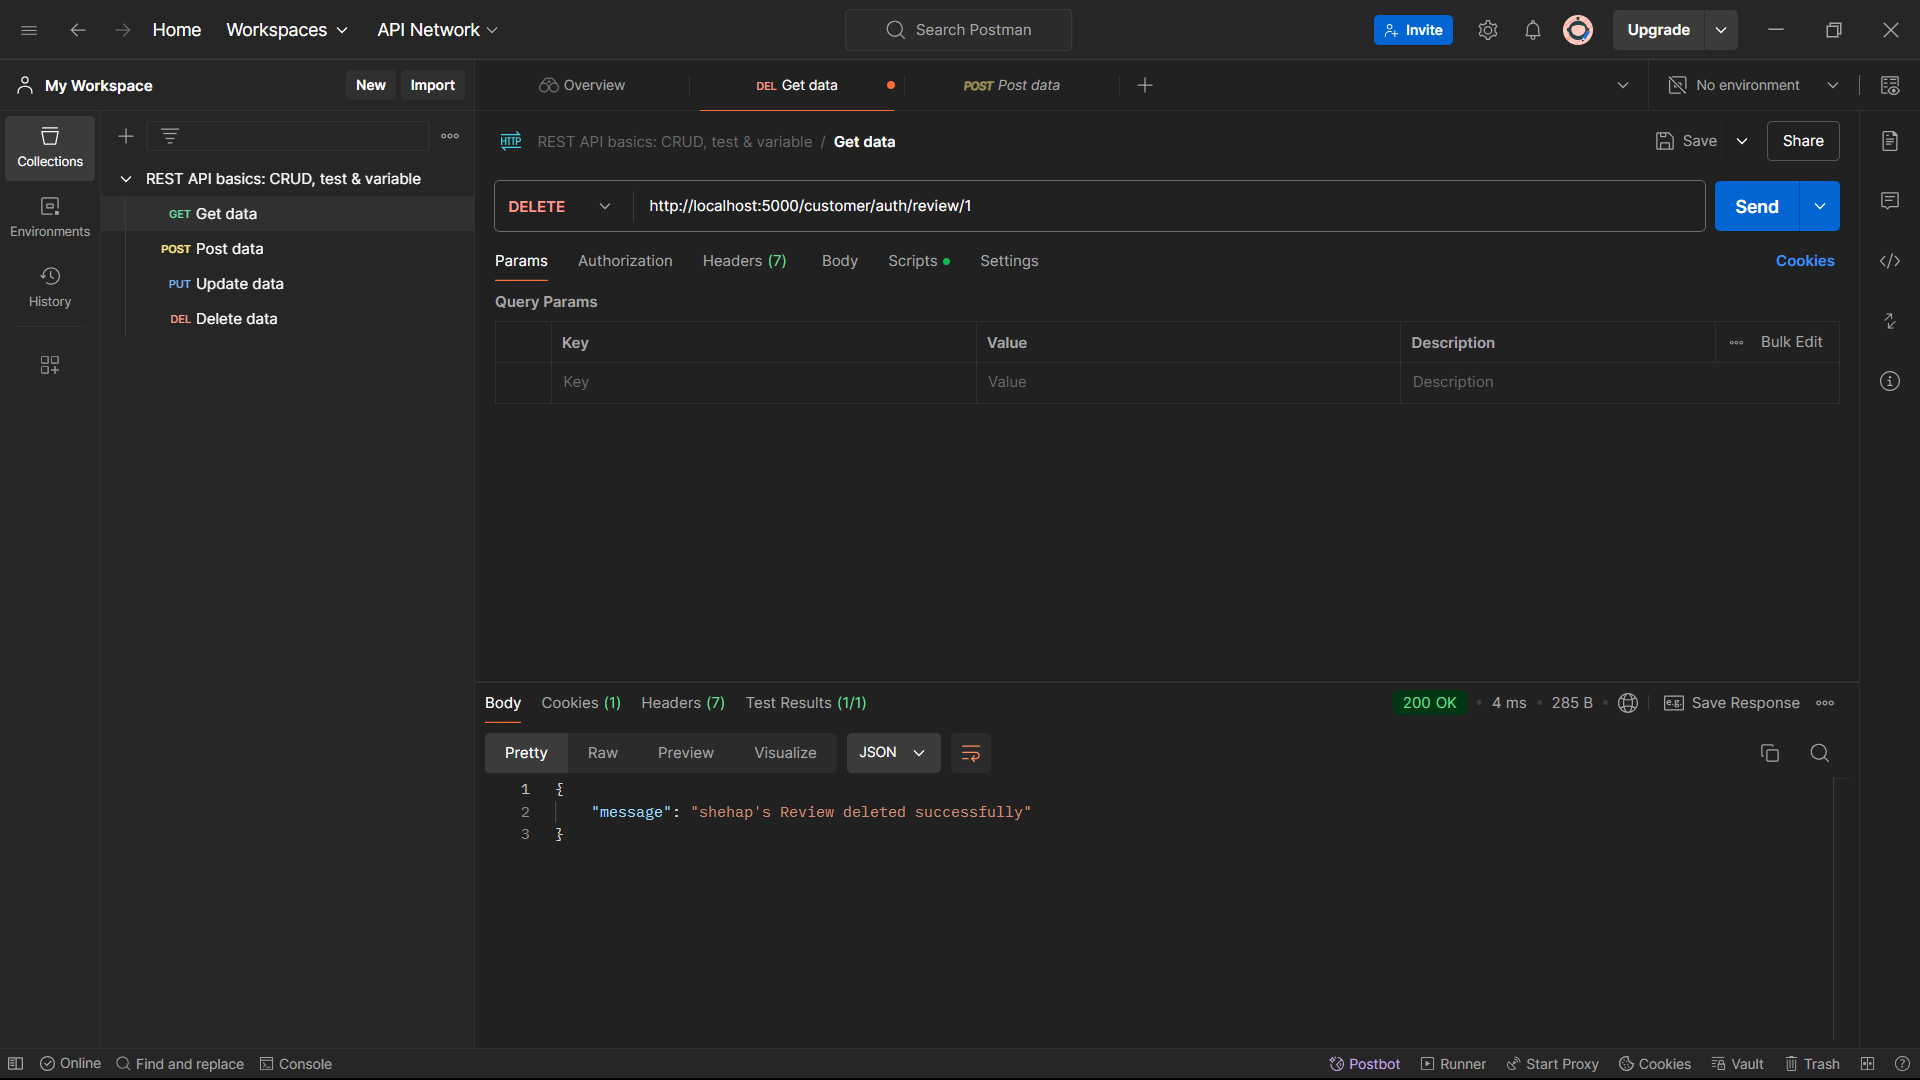 Home Workspaces API Network Search Postman Invite Upgrade
My Workspace New Import Overview DEL Get data POST Post data No environment
Collections
Environments
History
REST API basics: CRUD, test & variable
GET Get data
POST Post data
PUT Update data
DEL Delete data
HTTP REST API basics: CRUD, test & variable / Get data Save Share
DELETE http://localhost:5000/customer/auth/review/1 Send
Params Authorization Headers (7) Body Scripts Settings Cookies
Query Params
Key Value Description Bulk Edit
Key Value Description
Body Cookies (1) Headers (7) Test Results (1/1) 200 OK • 4 ms • 285 B • e.g. Save Response
Pretty Raw Preview Visualize JSON
1 {
2 "message": "shehap's Review deleted successfully"
3 }
Online Find and replace Console Postbot Runner Start Proxy Cookies Vault Trash